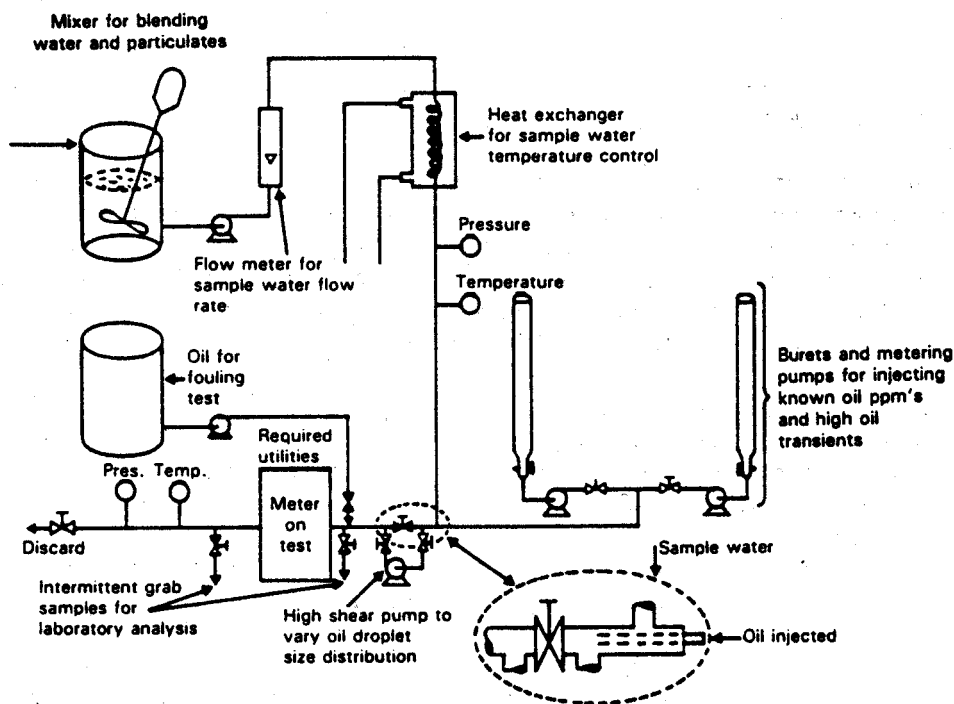 Mixer for blending
water and particulates
Heat exchanger
for sample water
temperature control
Pressure
Flow meter for
sample water flow
rate
Temperature
Oil for
fouling
test
Burets and metering
pumps for injecting
known oil ppm's
and high oil
transients
Required
utilities
Pres. Temp.
Meter
on
test
Discard
Sample water
Intermittent grab
samples for
laboratory analysis
High shear pump to
vary oil droplet
size distribution
Oil injected